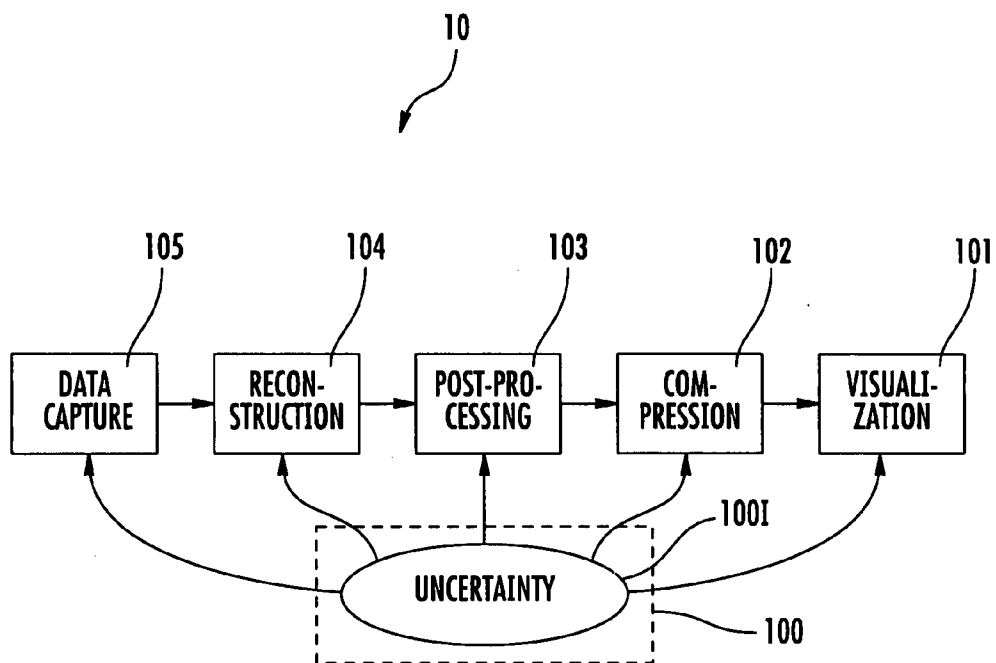 10
105
104
103
102
101
DATA
CAPTURE
RECON-
STRUCTION
POST-PRO-
CESSING
COM-
PRESSION
VISUALI-
ZATION
100I
UNCERTAINTY
100